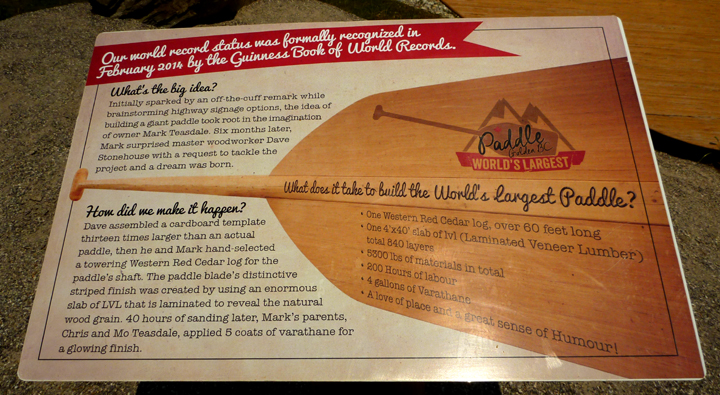 Our world record status was formally recognized in
February 2014 by the Guinness Book of World Records.
What's the big idea?
Initially sparked by an off-the-cuff remark while
brainstorming highway signage options, the idea of
building a giant paddle took root in the imagination
of owner Mark Teasdale. Six months later,
Mark surprized master woodworker Dave
Stonehouse with a request to tackle the
project and a dream was born.
How did we make it happen?
Dave assembled a cardboard template
thirteen times larger than an actual
paddle, then he and Mark hand-selected
a towering Western Red Cedar log for the
paddle's shaft. The paddle blade's distinctive
striped finish was created by using an enormous
slab of LVL that is laminated to reveal the natural
wood grain. 40 hours of sanding later, Mark's parents,
Chris and Mo Teasdale, applied 5 coats of varathane for
a glowing finish.
Paddle
Golden, BC
WORLD'S LARGEST
What does it take to build the World's Largest Paddle?
• One Western Red Cedar log, over 60 feet long
• One 4'x40' slab of lvl (Laminated Veneer Lumber)
total 840 layers
• 5300 lbs of materials in total
• 200 Hours of labour
• 4 gallons of Varathane
• A love of place and a great sense of Humour!